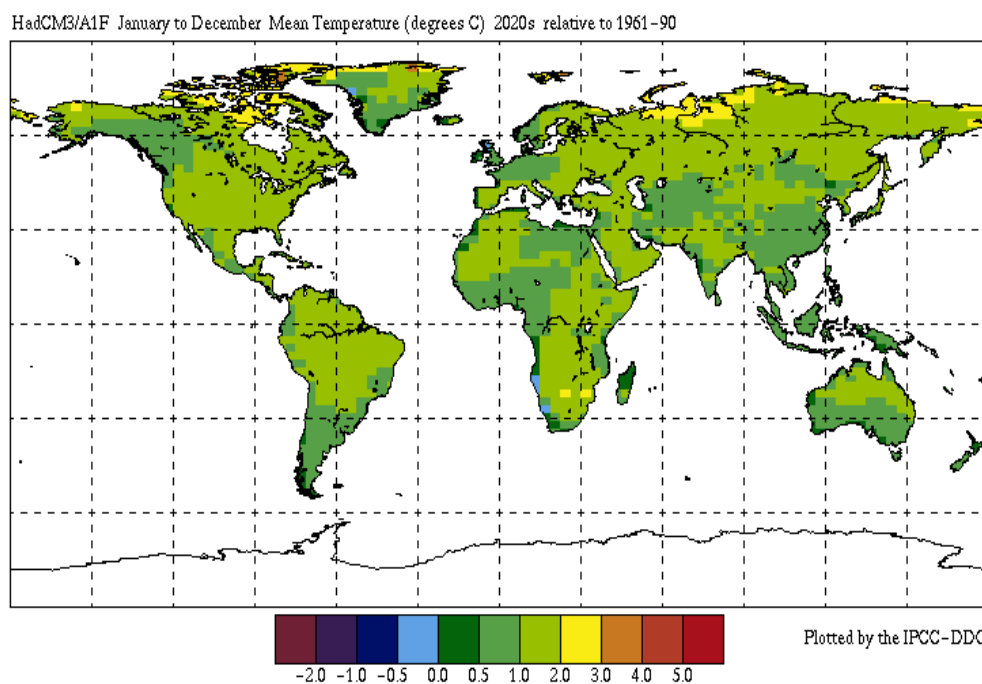 HadCM3/A1F January to December Mean Temperature (degrees C) 2020s relative to 1961-90
Plotted by the IPCC-DDC
-2.0 -1.0 -0.5 0.0 0.5 1.0 2.0 3.0 4.0 5.0